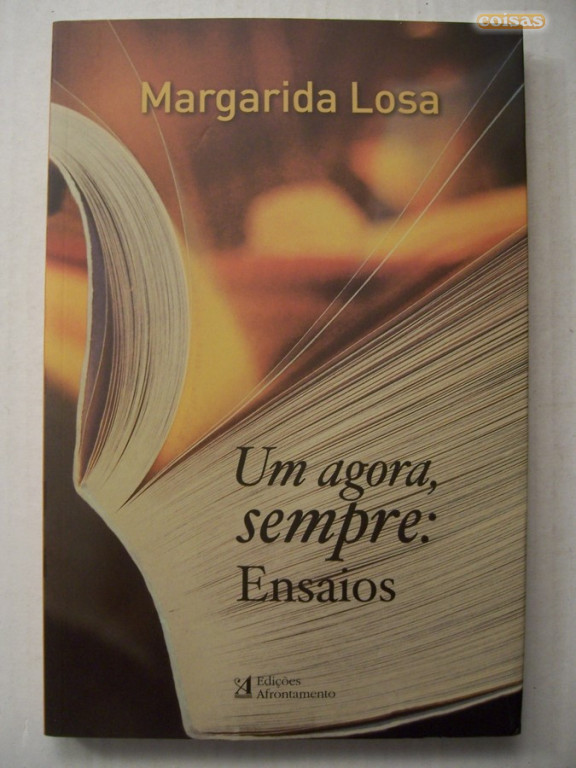 coisas
Margarida Losa
Um agora,
sempre:
Ensaios
Edições
Afrontamento